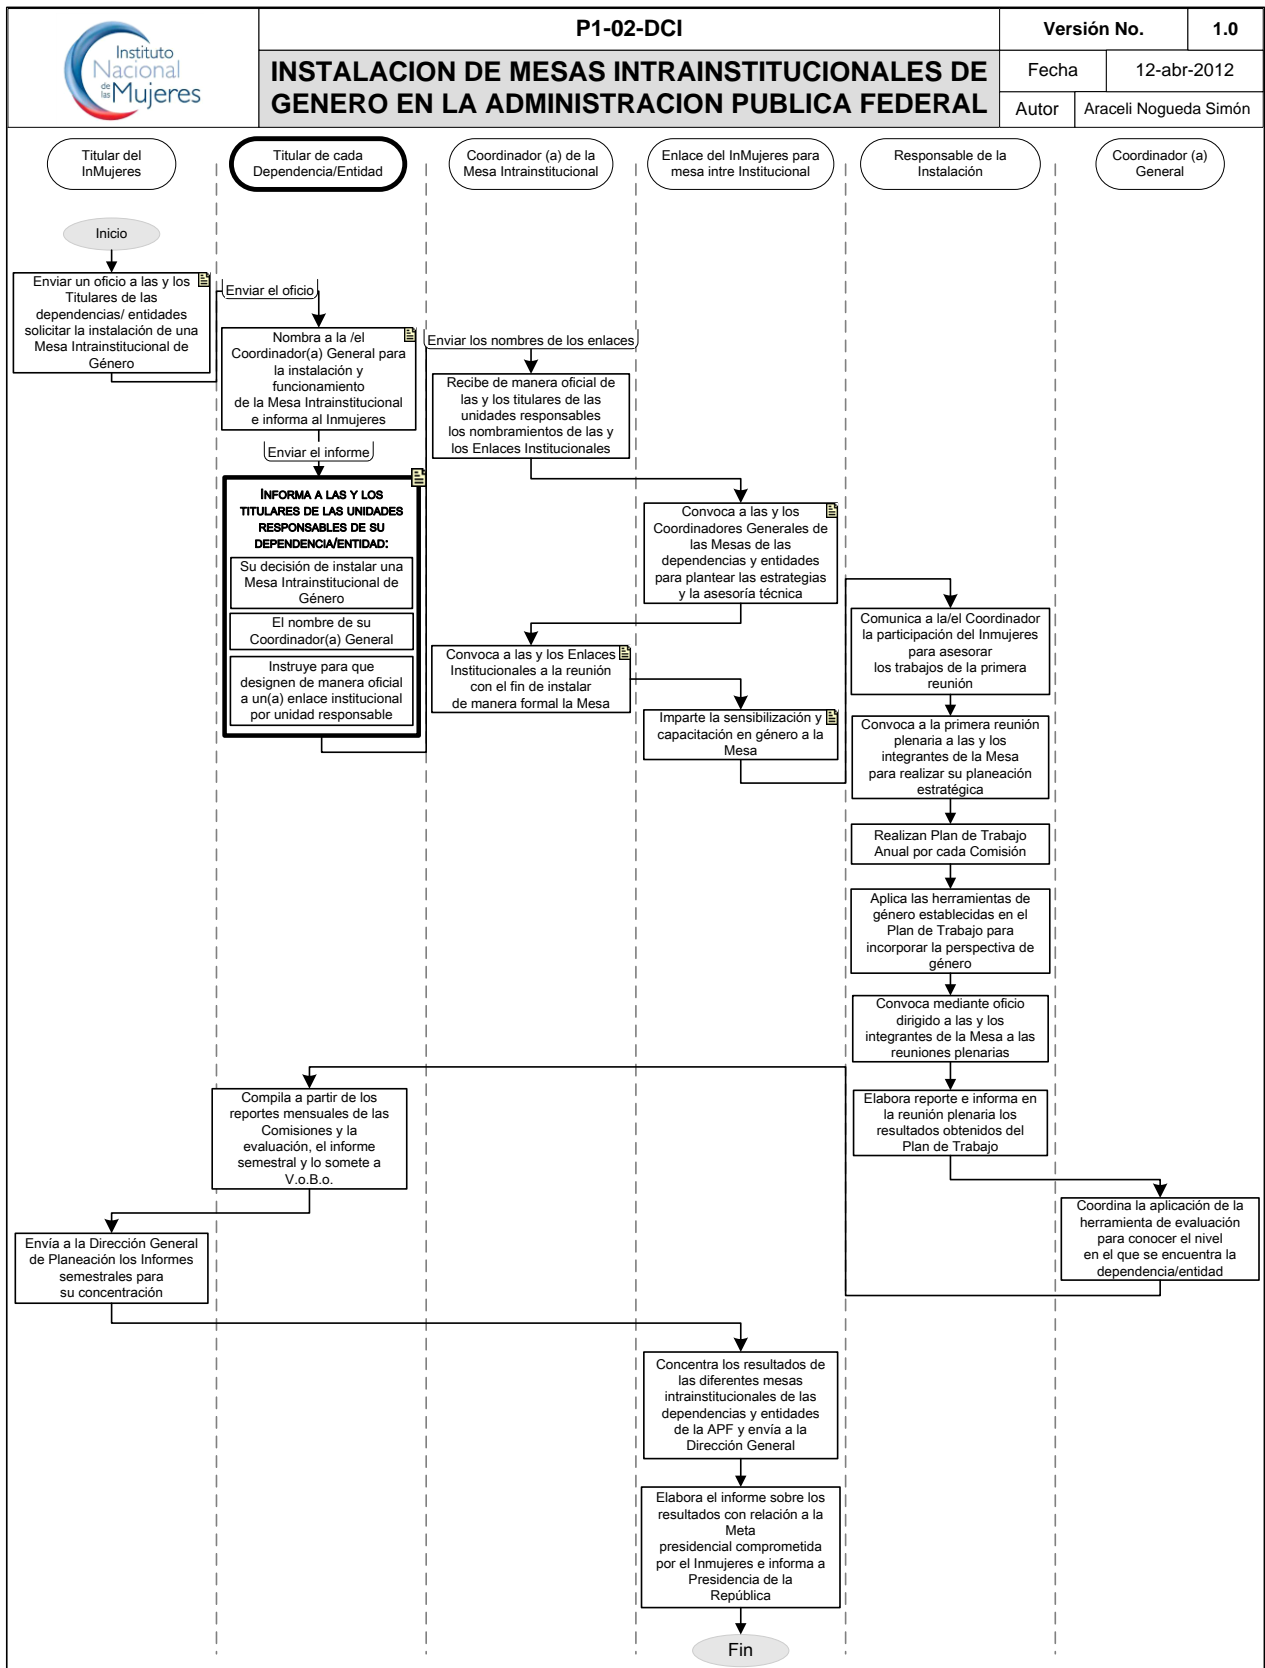 Instituto
Nacional
de las Mujeres
P1-02-DCI
Versión No.
1.0
INSTALACION DE MESAS INTRAINSTITUCIONALES DE
GENERO EN LA ADMINISTRACION PUBLICA FEDERAL
Fecha
12-abr-2012
Autor
Araceli Nogueda Simón
Titular del
InMujeres
Titular de cada
Dependencia/Entidad
Coordinador (a) de la
Mesa Intrainstitucional
Enlace del InMujeres para
mesa intre Institucional
Responsable de la
Instalación
Coordinador (a)
General
Inicio
Enviar un oficio a las y los
Titulares de las
dependencias/ entidades
solicitar la instalación de una
Mesa Intrainstitucional de
Género
Enviar el oficio
Nombra a la /el
Coordinador(a) General para
la instalación y
funcionamiento
de la Mesa Intrainstitucional
e informa al Inmujeres
Enviar el informe
INFORMA A LAS Y LOS
TITULARES DE LAS UNIDADES
RESPONSABLES DE SU
DEPENDENCIA/ENTIDAD:
Su decisión de instalar una
Mesa Intrainstitucional de
Género
El nombre de su
Coordinador(a) General
Instruye para que
designen de manera oficial
a un(a) enlace institucional
por unidad responsable
Enviar los nombres de los enlaces
Recibe de manera oficial de
las y los titulares de las
unidades responsables
los nombramientos de las y
los Enlaces Institucionales
Convoca a las y los
Coordinadores Generales de
las Mesas de las
dependencias y entidades
para plantear las estrategias
y la asesoría técnica
Convoca a las y los Enlaces
Institucionales a la reunión
con el fin de instalar
de manera formal la Mesa
Imparte la sensibilización y
capacitación en género a la
Mesa
Comunica a la/el Coordinador
la participación del Inmujeres
para asesorar
los trabajos de la primera
reunión
Convoca a la primera reunión
plenaria a las y los
integrantes de la Mesa
para realizar su planeación
estratégica
Realizan Plan de Trabajo
Anual por cada Comisión
Aplica las herramientas de
género establecidas en el
Plan de Trabajo para
incorporar la perspectiva de
género
Convoca mediante oficio
dirigido a las y los
integrantes de la Mesa a las
reuniones plenarias
Elabora reporte e informa en
la reunión plenaria los
resultados obtenidos del
Plan de Trabajo
Coordina la aplicación de la
herramienta de evaluación
para conocer el nivel
en el que se encuentra la
dependencia/entidad
Compila a partir de los
reportes mensuales de las
Comisiones y la
evaluación, el informe
semestral y lo somete a
V.o.B.o.
Envía a la Dirección General
de Planeación los Informes
semestrales para
su concentración
Concentra los resultados de
las diferentes mesas
intrainstitucionales de las
dependencias y entidades
de la APF y envía a la
Dirección General
Elabora el informe sobre los
resultados con relación a la
Meta
presidencial comprometida
por el Inmujeres e informa a
Presidencia de la
República
Fin